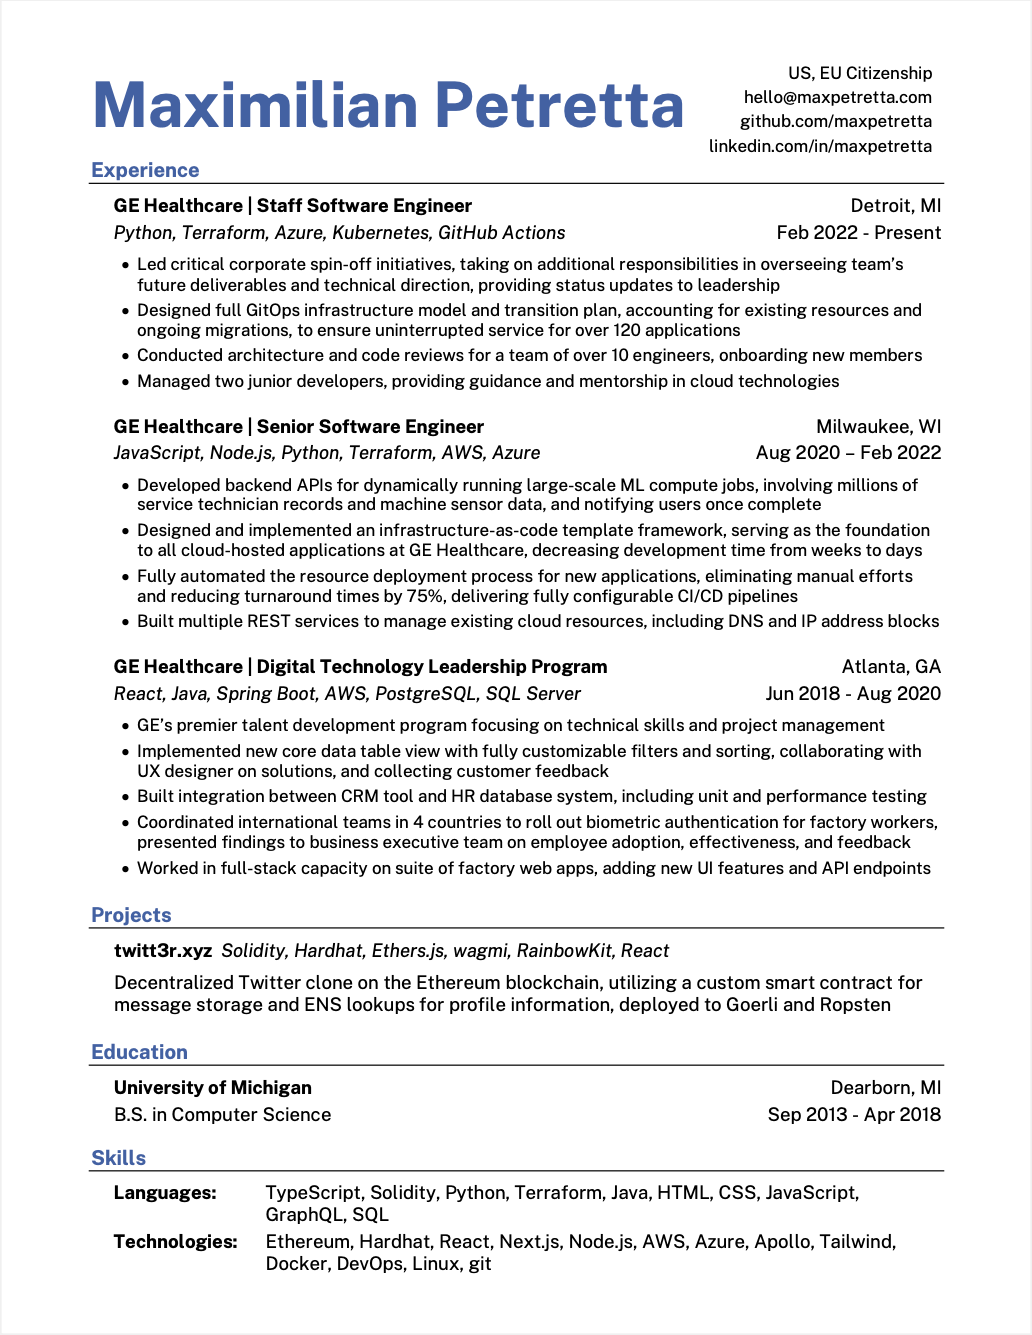 Maximilian Petretta
US, EU Citizenship
hello@maxpetretta.com
github.com/maxpetretta
linkedin.com/in/maxpetretta
Experience
GE Healthcare | Staff Software Engineer Detroit, MI
Python, Terraform, Azure, Kubernetes, GitHub Actions Feb 2022 - Present
• Led critical corporate spin-off initiatives, taking on additional responsibilities in overseeing team’s
future deliverables and technical direction, providing status updates to leadership
• Designed full GitOps infrastructure model and transition plan, accounting for existing resources and
ongoing migrations, to ensure uninterrupted service for over 120 applications
• Conducted architecture and code reviews for a team of over 10 engineers, onboarding new members
• Managed two junior developers, providing guidance and mentorship in cloud technologies
GE Healthcare | Senior Software Engineer Milwaukee, WI
JavaScript, Node.js, Python, Terraform, AWS, Azure Aug 2020 – Feb 2022
• Developed backend APIs for dynamically running large-scale ML compute jobs, involving millions of
service technician records and machine sensor data, and notifying users once complete
• Designed and implemented an infrastructure-as-code template framework, serving as the foundation
to all cloud-hosted applications at GE Healthcare, decreasing development time from weeks to days
• Fully automated the resource deployment process for new applications, eliminating manual efforts
and reducing turnaround times by 75%, delivering fully configurable CI/CD pipelines
• Built multiple REST services to manage existing cloud resources, including DNS and IP address blocks
GE Healthcare | Digital Technology Leadership Program Atlanta, GA
React, Java, Spring Boot, AWS, PostgreSQL, SQL Server Jun 2018 - Aug 2020
• GE’s premier talent development program focusing on technical skills and project management
• Implemented new core data table view with fully customizable filters and sorting, collaborating with
UX designer on solutions, and collecting customer feedback
• Built integration between CRM tool and HR database system, including unit and performance testing
• Coordinated international teams in 4 countries to roll out biometric authentication for factory workers,
presented findings to business executive team on employee adoption, effectiveness, and feedback
• Worked in full-stack capacity on suite of factory web apps, adding new UI features and API endpoints
Projects
twitt3r.xyz Solidity, Hardhat, Ethers.js, wagmi, RainbowKit, React
Decentralized Twitter clone on the Ethereum blockchain, utilizing a custom smart contract for
message storage and ENS lookups for profile information, deployed to Goerli and Ropsten
Education
University of Michigan Dearborn, MI
B.S. in Computer Science Sep 2013 - Apr 2018
Skills
Languages: TypeScript, Solidity, Python, Terraform, Java, HTML, CSS, JavaScript,
GraphQL, SQL
Technologies: Ethereum, Hardhat, React, Next.js, Node.js, AWS, Azure, Apollo, Tailwind,
Docker, DevOps, Linux, git